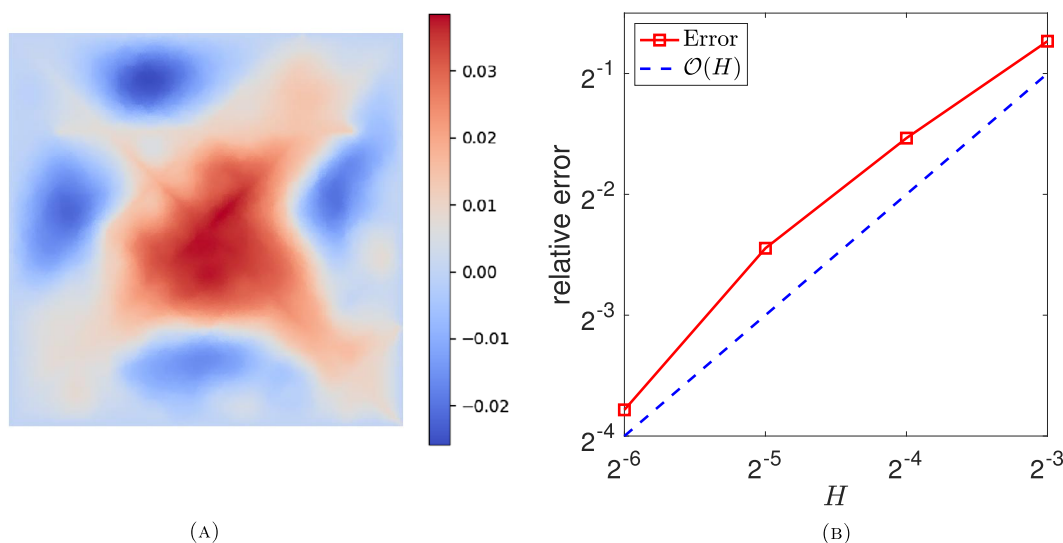 0.03
0.02
0.01
0.00
−0.01
−0.02
(A)
Error
O(H)
relative error
2^-1
2^-2
2^-3
2^-4
2^-6 2^-5 2^-4 2^-3
H
(B)